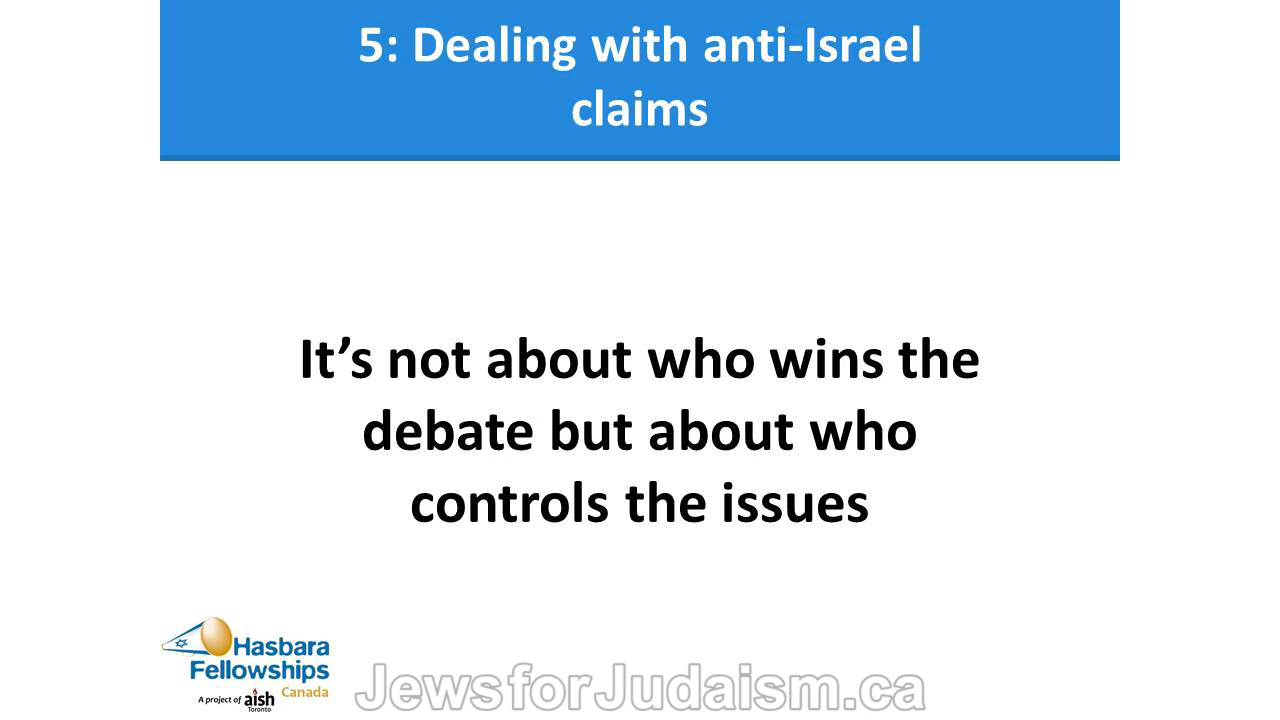 5: Dealing with anti-Israel
claims
It’s not about who wins the
debate but about who
controls the issues
Hasbara
Fellowships
Canada
A project of aish
Toronto
JewsforJudaism.ca